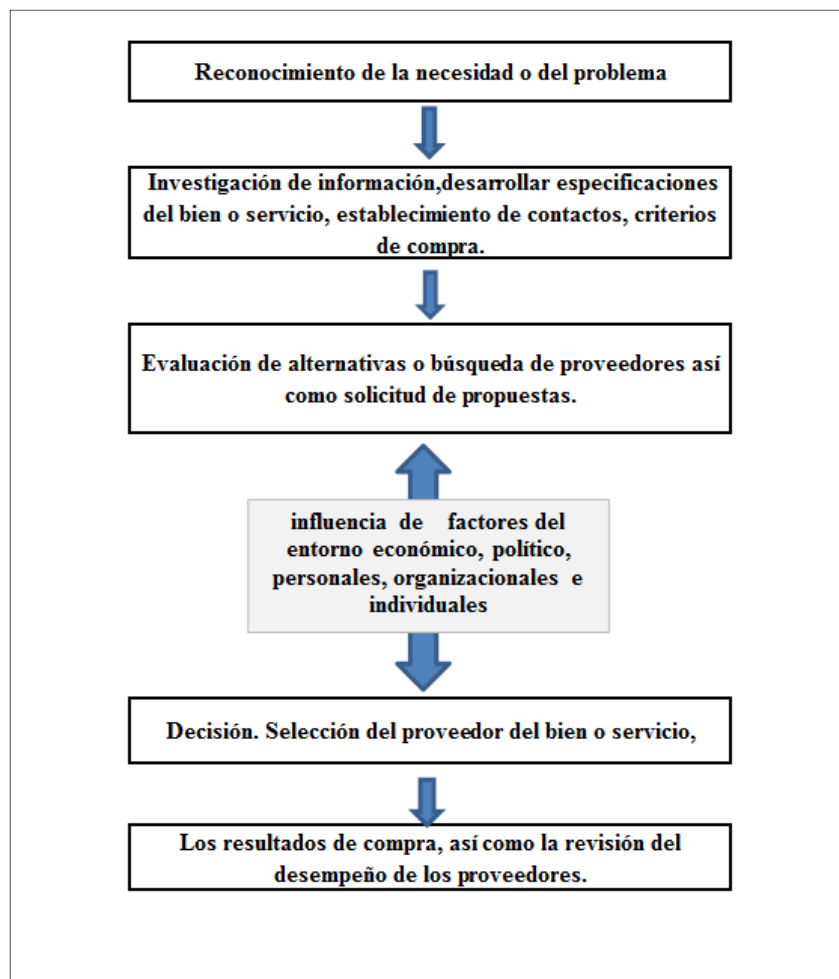 Reconocimiento de la necesidad o del problema
Investigación de información,desarrollar especificaciones
del bien o servicio, establecimiento de contactos, criterios
de compra.
Evaluación de alternativas o búsqueda de proveedores así
como solicitud de propuestas.
influencia de factores del
entorno económico, político,
personales, organizacionales e
individuales
Decisión. Selección del proveedor del bien o servicio,
Los resultados de compra, así como la revisión del
desempeño de los proveedores.